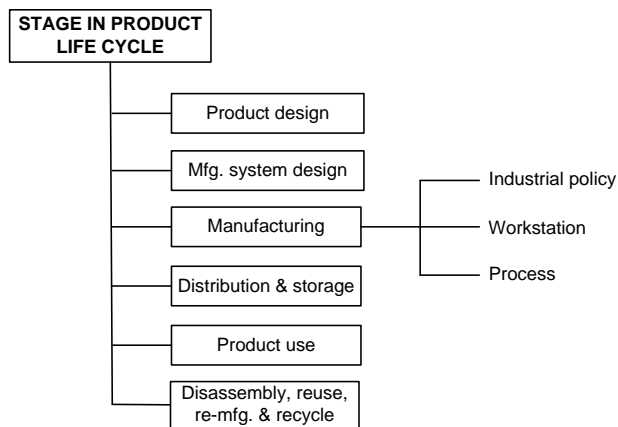 STAGE IN PRODUCT
LIFE CYCLE
Product design
Mfg. system design
Manufacturing
Distribution & storage
Product use
Disassembly, reuse,
re-mfg. & recycle
Industrial policy
Workstation
Process